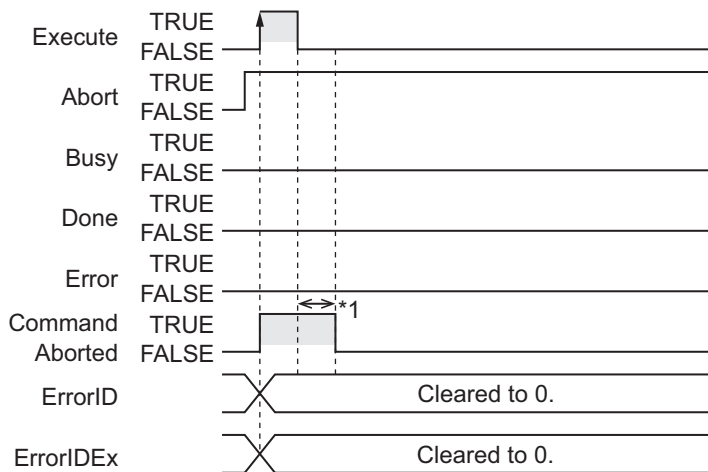 TRUE
Execute
FALSE
TRUE
Abort
FALSE
TRUE
Busy
FALSE
TRUE
Done
FALSE
TRUE
Error
FALSE
*1
Command TRUE
Aborted FALSE
ErrorID Cleared to 0.
ErrorIDEx Cleared to 0.